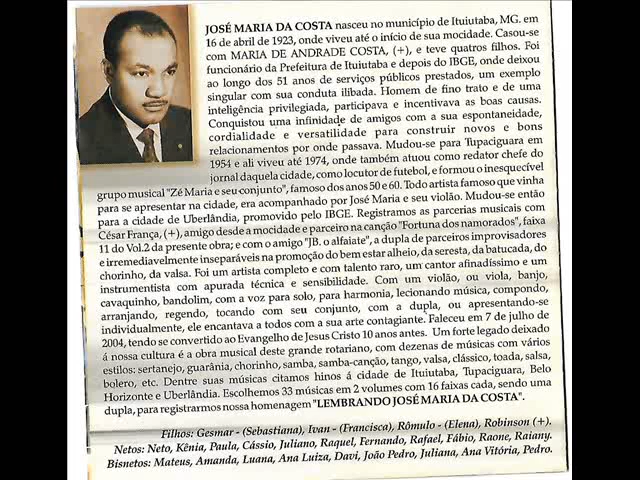 JOSÉ MARIA DA COSTA nasceu no município de Ituiutaba, MG. em
16 de abril de 1923, onde viveu até o início de sua mocidade. Casou-se
com MARIA DE ANDRADE COSTA, (+), e teve quatros filhos. Foi
funcionário da Prefeitura de Ituiutaba e depois do IBGE, onde deixou
ao longo dos 51 anos de serviços públicos prestados, um exemplo
singular com sua conduta ilibada. Homem de fino trato e de uma
inteligência privilegiada, participava e incentivava as boas causas.
Conquistou uma infinidade de amigos com a sua espontaneidade,
cordialidade e versatilidade para construir novos e bons
relacionamentos por onde passava. Mudou-se para Tupaciguara em
1954 e ali viveu até 1974, onde também atuou como redator chefe do
jornal daquela cidade, como locutor de futebol, e formou o inesquecível
grupo musical "Zé Maria e seu conjunto", famoso dos anos 50 e 60. Todo artista famoso que vinha
para se apresentar na cidade, era acompanhado por José Maria e seu violão. Mudou-se então
para a cidade de Uberlândia, promovido pelo IBGE. Registramos as parcerias musicais com
César França, (+), amigo desde a mocidade e parceiro na canção "Fortuna dos namorados", faixa
11 do Vol.2 da presente obra; e com o amigo "JB. o alfaiate", a dupla de parceiros improvisadores
e irremediavelmente inseparáveis na promoção do bem estar alheio, da seresta, da batucada, do
chorinho, da valsa. Foi um artista completo e com talento raro, um cantor afinadíssimo e um
instrumentista com apurada técnica e sensibilidade. Com um violão, ou viola, banjo,
cavaquinho, bandolim, com a voz para solo, para harmonia, lecionando música, compondo,
arranjando, regendo, tocando com seu conjunto, com a dupla, ou apresentando-se
individualmente, ele encantava a todos com a sua arte contagiante. Faleceu em 7 de julho de
2004, tendo se convertido ao Evangelho de Jesus Cristo 10 anos antes. Um forte legado deixado
á nossa cultura é a obra musical deste grande rotariano, com dezenas de músicas com vários
estilos: sertanejo, guarânia, chorinho, samba, samba-canção, tango, valsa, clássico, toada, salsa,
bolero, etc. Dentre suas músicas citamos hinos á cidade de Ituiutaba, Tupaciguara, Belo
Horizonte e Uberlândia. Escolhemos 33 músicas em 2 volumes com 16 faixas cada, sendo uma
dupla, para registrarmos nossa homenagem "LEMBRANDO JOSÉ MARIA DA COSTA".
Filhos: Gesmar - (Sebastiana), Ivan - (Francisca), Rômulo - (Elena), Robinson (+).
Netos: Neto, Kênia, Paula, Cássio, Juliano, Raquel, Fernando, Rafael, Fábio, Raone, Raiany.
Bisnetos: Mateus, Amanda, Luana, Ana Luiza, Davi, João Pedro, Juliana, Ana Vitória, Pedro.